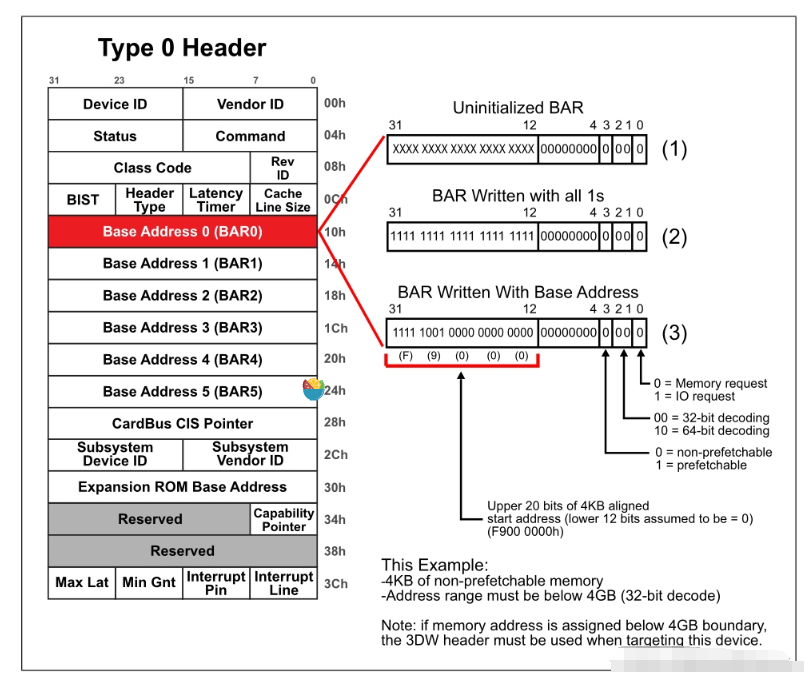 Type 0 Header
31 23 15 7 0
Device ID Vendor ID 00h
Status Command 04h
Class Code Rev ID 08h
BIST Header Type Latency Timer Cache Line Size 0Ch
Base Address 0 (BAR0) 10h
Base Address 1 (BAR1) 14h
Base Address 2 (BAR2) 18h
Base Address 3 (BAR3) 1Ch
Base Address 4 (BAR4) 20h
Base Address 5 (BAR5) 24h
CardBus CIS Pointer 28h
Subsystem Device ID Subsystem Vendor ID 2Ch
Expansion ROM Base Address 30h
Reserved Capability Pointer 34h
Reserved 38h
Max Lat Min Gnt Interrupt Pin Interrupt Line 3Ch
Uninitialized BAR
31 12 4 3 2 1 0
XXXX XXXX XXXX XXXX XXXX 00000000 0 00 0 (1)
BAR Written with all 1s
31 12 4 3 2 1 0
1111 1111 1111 1111 1111 00000000 0 00 0 (2)
BAR Written With Base Address
31 12 4 3 2 1 0
1111 1001 0000 0000 0000 00000000 0 00 0 (3)
(F) (9) (0) (0) (0)
0 = Memory request
1 = IO request
00 = 32-bit decoding
10 = 64-bit decoding
0 = non-prefetchable
1 = prefetchable
Upper 20 bits of 4KB aligned
start address (lower 12 bits assumed to be = 0)
(F900 0000h)
This Example:
-4KB of non-prefetchable memory
-Address range must be below 4GB (32-bit decode)
Note: if memory address is assigned below 4GB boundary,
the 3DW header must be used when targeting this device.